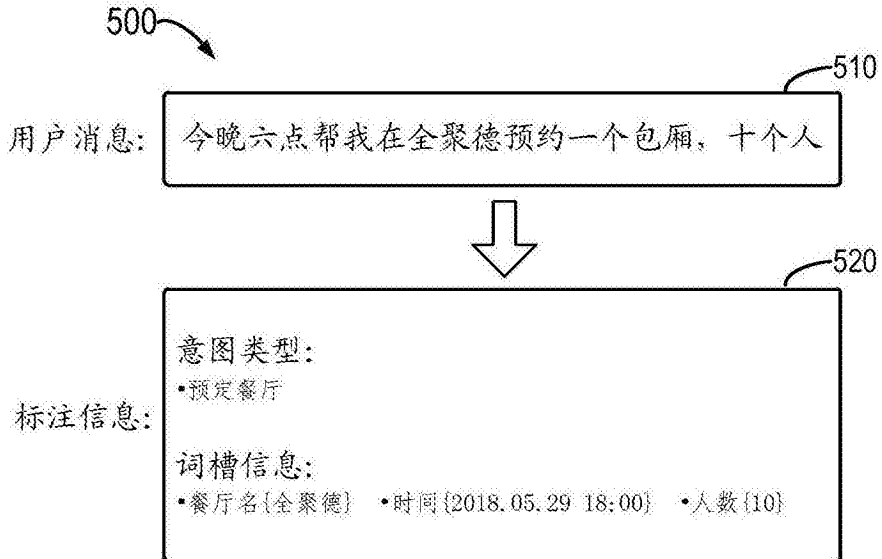 500
510
用户消息: 今晚六点帮我在全聚德预约一个包厢，十个人
520
意图类型:
•预定餐厅
标注信息:
词槽信息:
•餐厅名{全聚德} •时间{2018.05.29 18:00} •人数{10}